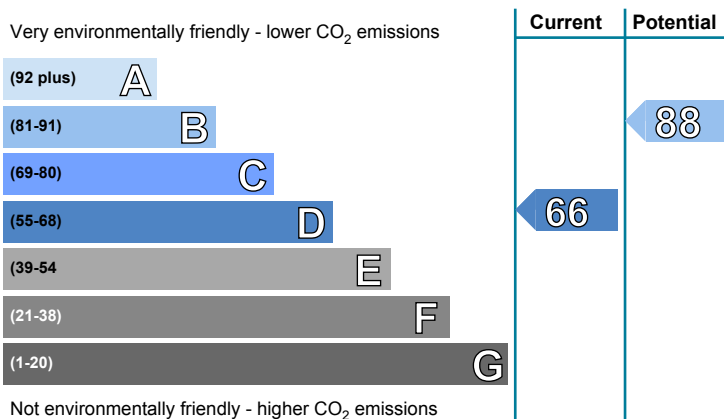 Current Potential
Very environmentally friendly - lower CO2 emissions
(92 plus) A
(81-91) B
88
(69-80) C
(55-68) D
66
(39-54 E
(21-38) F
(1-20) G
Not environmentally friendly - higher CO2 emissions